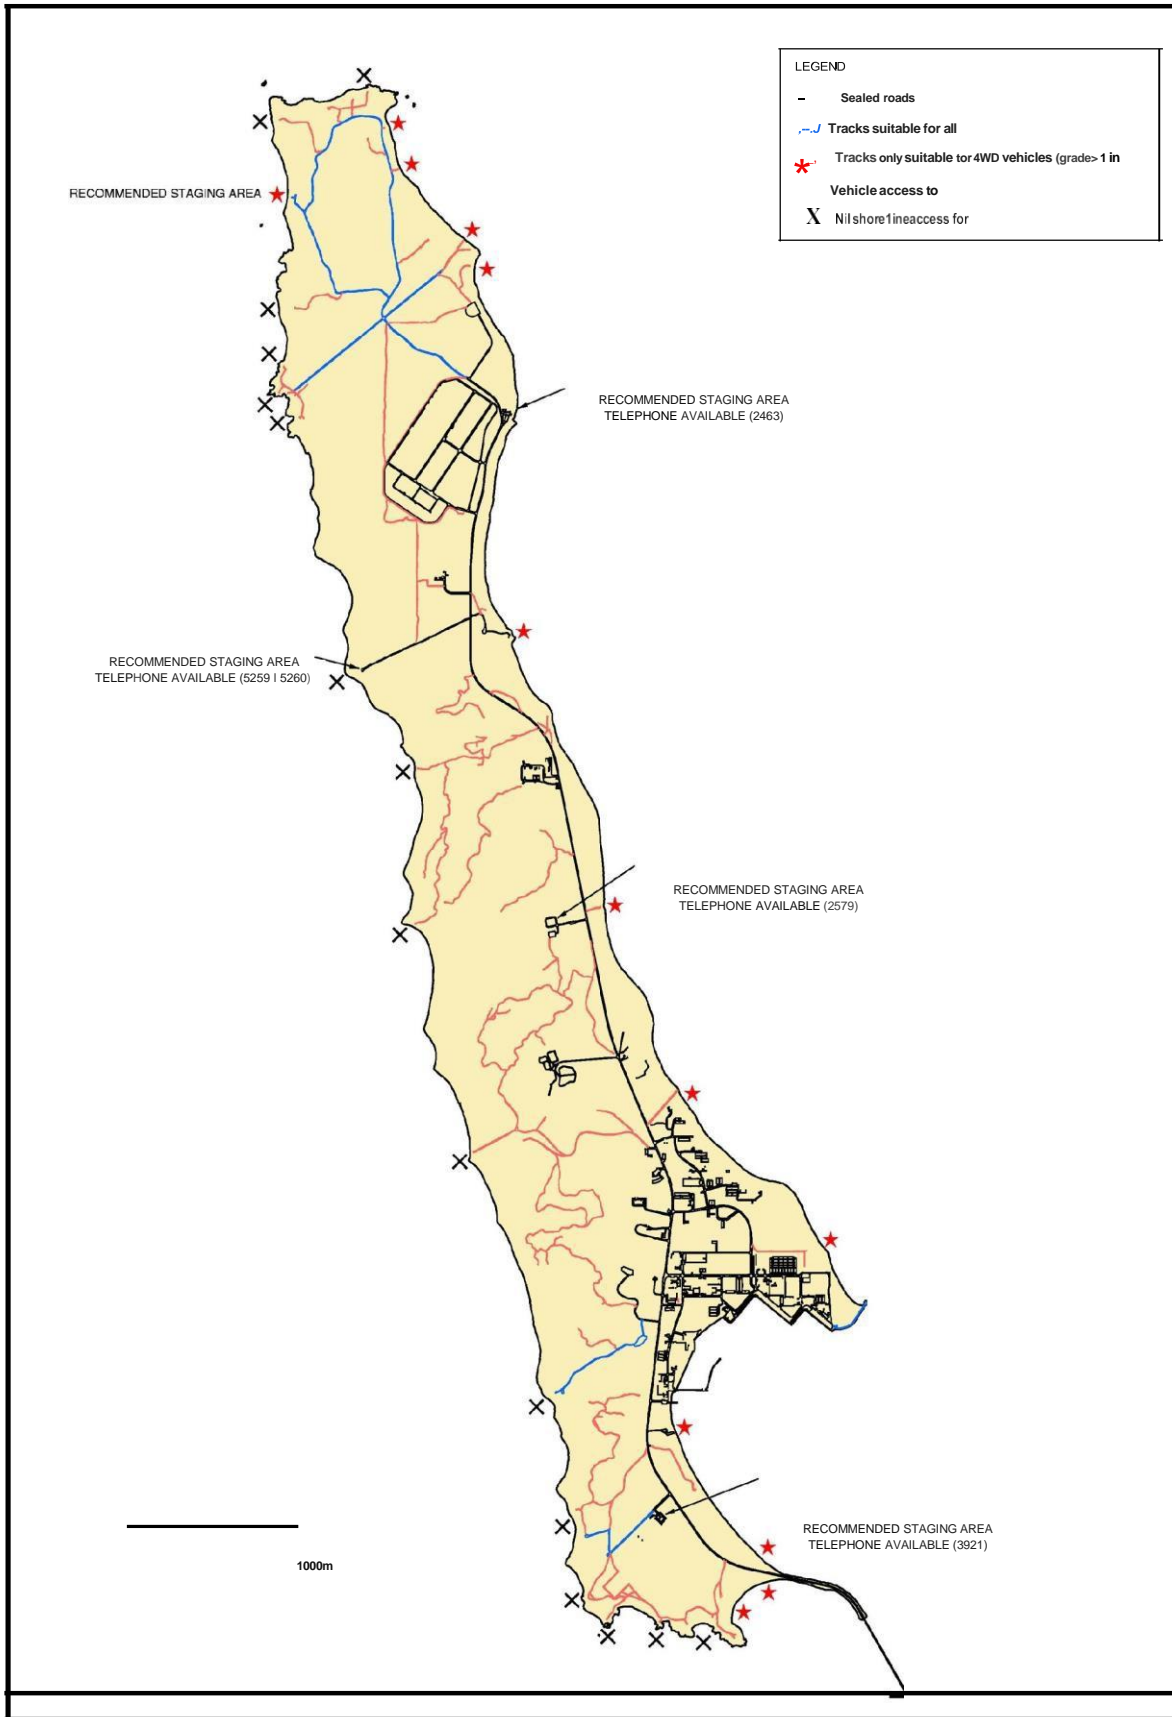 LEGEND
Sealed roads
Tracks suitable for all
Tracks only suitable tor 4WD vehicles (grade> 1 in
Vehicle access to
X Nil shore1ine access for
RECOMMENDED STAGING AREA
RECOMMENDED STAGING AREA
TELEPHONE AVAILABLE (2463)
RECOMMENDED STAGING AREA
TELEPHONE AVAILABLE (5259 I 5260)
RECOMMENDED STAGING AREA
TELEPHONE AVAILABLE (2579)
RECOMMENDED STAGING AREA
TELEPHONE AVAILABLE (3921)
1000m